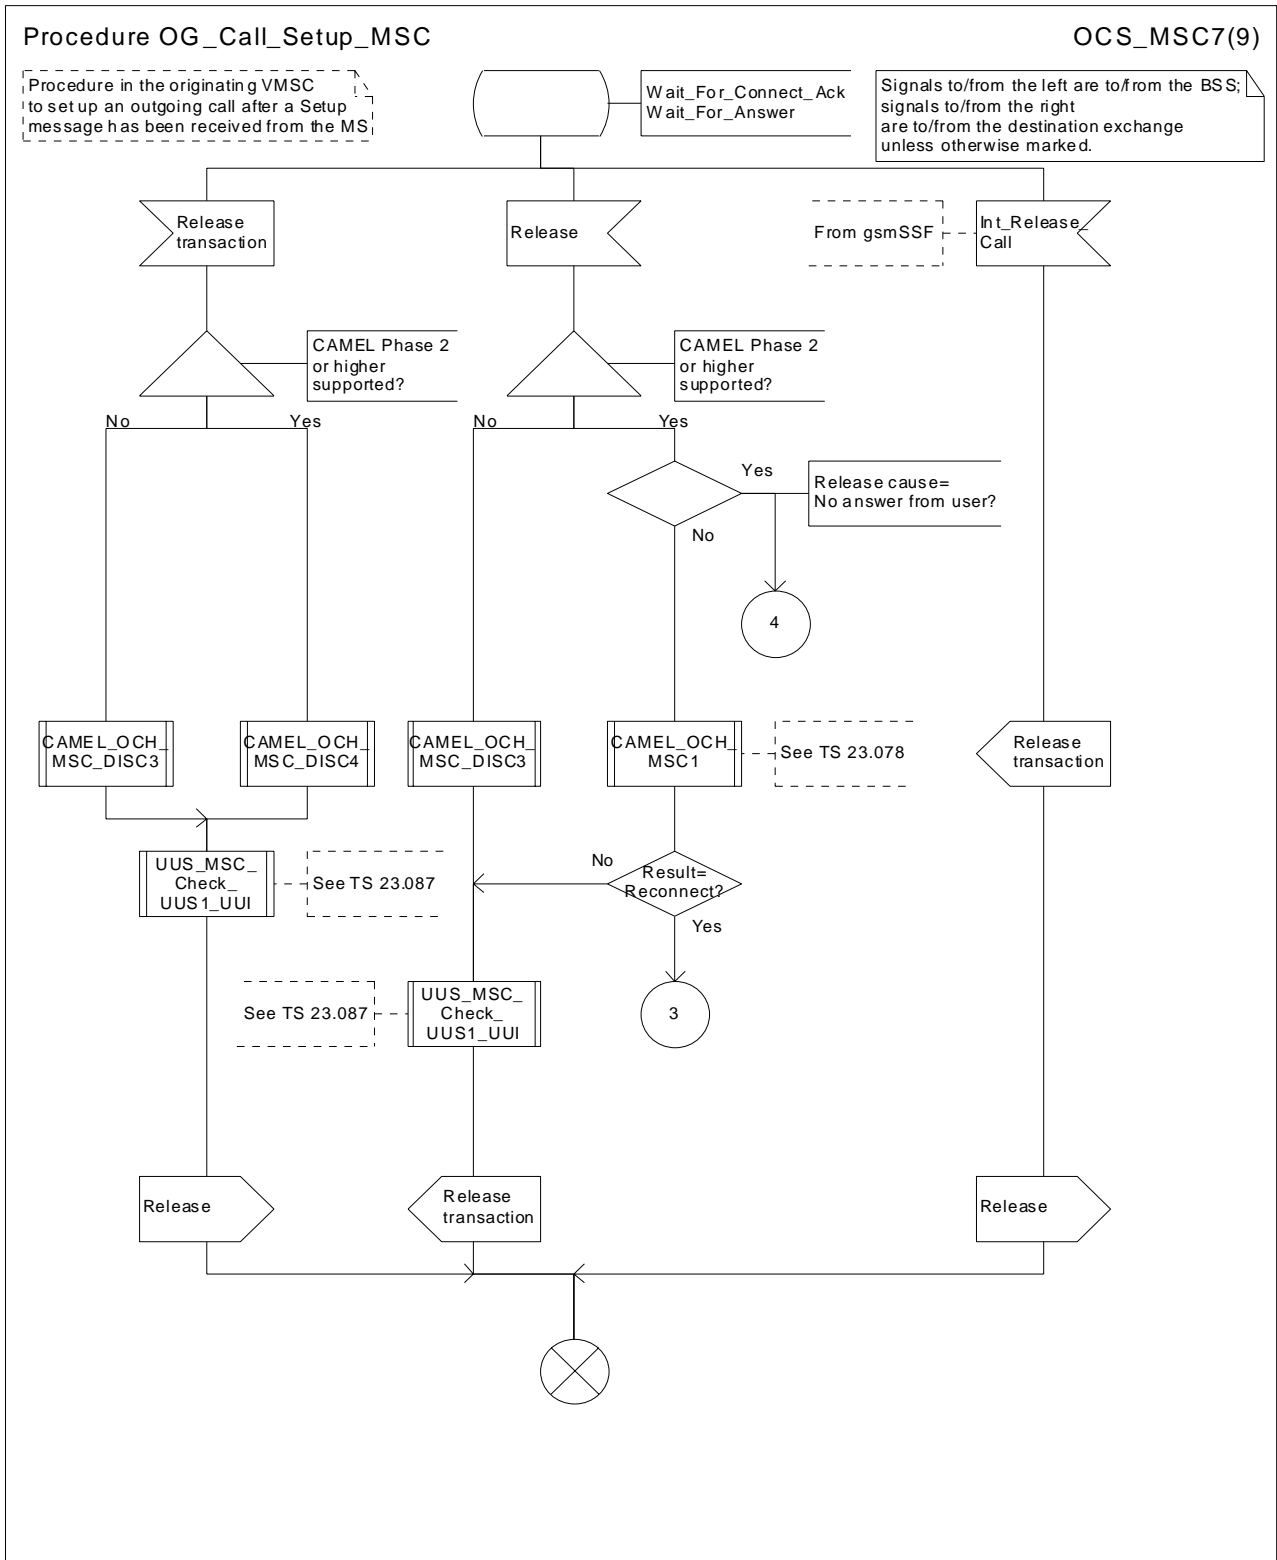 Procedure OG_Call_Setup_MSC
OCS_MSC7(9)
Procedure in the originating VMSC
to set up an outgoing call after a Setup
message has been received from the MS
Wait_For_Connect_Ack
Wait_For_Answer
Signals to/from the left are to/from the BSS;
signals to/from the right
are to/from the destination exchange
unless otherwise marked.
Release
transaction
Release
From gsmSSF
Int_Release_
Call
CAMEL Phase 2
or higher
supported?
CAMEL Phase 2
or higher
supported?
No
Yes
No
Yes
Yes
Release cause=
No answer from user?
No
4
CAMEL_OCH_
MSC_DISC3
CAMEL_OCH_
MSC_DISC4
CAMEL_OCH_
MSC_DISC3
CAMEL_OCH_
MSC1
See TS 23.078
Release
transaction
UUS_MSC_
Check_
UUS1_UUI
See TS 23.087
No
Result=
Reconnect?
Yes
See TS 23.087
UUS_MSC_
Check_
UUS1_UUI
3
Release
Release
transaction
Release